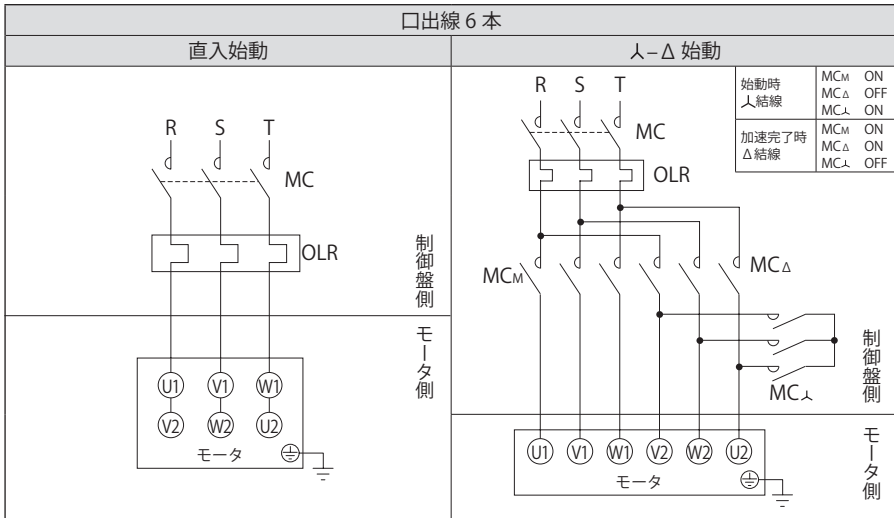 口出線 6 本
直入始動
R S T
MC
OLR
制御盤側
モータ側
U1 V1 W1
V2 W2 U2
モータ
人−Δ 始動
始動時
人結線
MCM ON
MCΔ OFF
MC人 ON
加速完了時
Δ結線
MCM ON
MCΔ ON
MC人 OFF
R S T
MC
OLR
MCM
MCΔ
MC人
制御盤側
モータ側
U1 V1 W1 V2 W2 U2
モータ